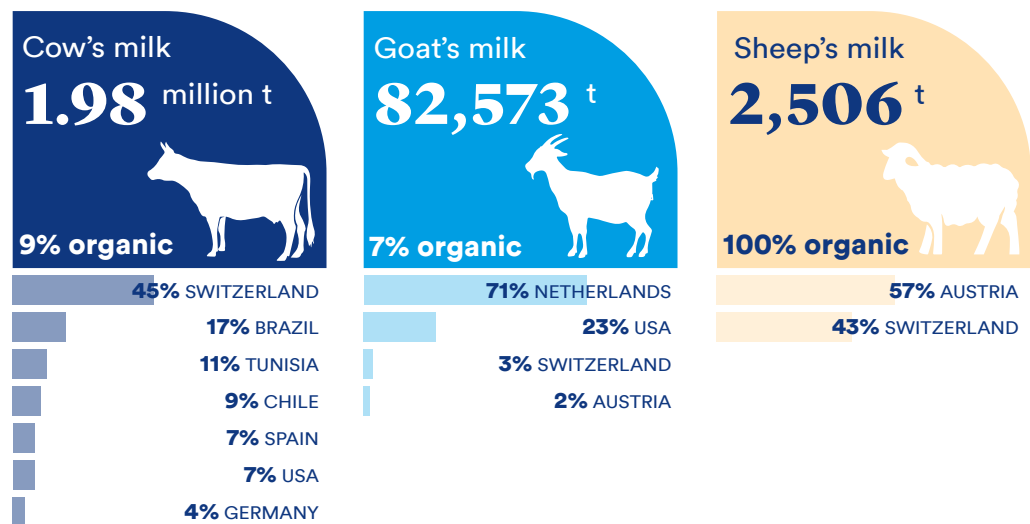 Cow's milk
1.98 million t
9% organic
45% SWITZERLAND
17% BRAZIL
11% TUNISIA
9% CHILE
7% SPAIN
7% USA
4% GERMANY
Goat's milk
82,573 t
7% organic
71% NETHERLANDS
23% USA
3% SWITZERLAND
2% AUSTRIA
Sheep's milk
2,506 t
100% organic
57% AUSTRIA
43% SWITZERLAND